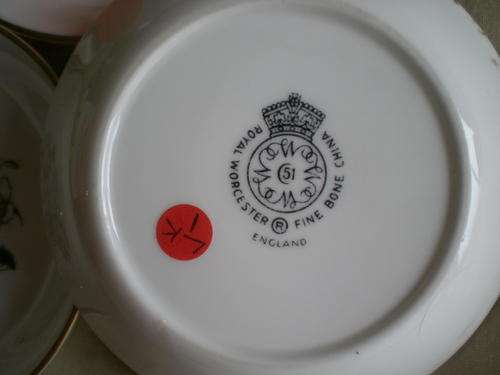 ROYAL WORCESTER ® FINE BONE CHINA
51
ENGLAND